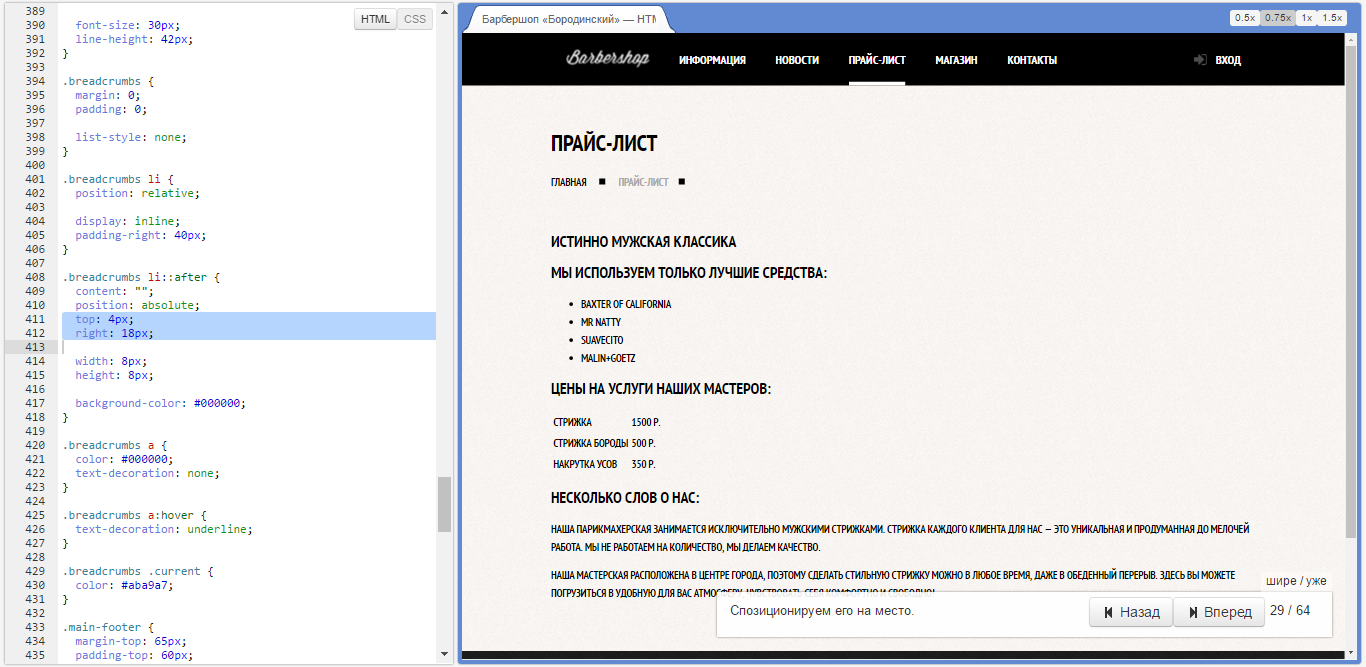 389
390 font-size: 30px;
391 line-height: 42px;
392 }
393
394 .breadcrumbs {
395 margin: 0;
396 padding: 0;
397
398 list-style: none;
399 }
400
401 .breadcrumbs li {
402 position: relative;
403
404 display: inline;
405 padding-right: 40px;
406 }
407
408 .breadcrumbs li::after {
409 content: "";
410 position: absolute;
411 top: 4px;
412 right: 18px;
413
414 width: 8px;
415 height: 8px;
416
417 background-color: #000000;
418 }
419
420 .breadcrumbs a {
421 color: #000000;
422 text-decoration: none;
423 }
424
425 .breadcrumbs a:hover {
426 text-decoration: underline;
427 }
428
429 .breadcrumbs .current {
430 color: #aba9a7;
431 }
432
433 .main-footer {
434 margin-top: 65px;
435 padding-top: 60px;
HTML CSS
Барбершоп «Бородинский» — HTM
0.5x 0.75x 1x 1.5x
Barbershop ИНФОРМАЦИЯ НОВОСТИ ПРАЙС-ЛИСТ МАГАЗИН КОНТАКТЫ ВХОД
ПРАЙС-ЛИСТ
ГЛАВНАЯ ПРАЙС-ЛИСТ
ИСТИННО МУЖСКАЯ КЛАССИКА
МЫ ИСПОЛЬЗУЕМ ТОЛЬКО ЛУЧШИЕ СРЕДСТВА:
• BAXTER OF CALIFORNIA
• MR NATTY
• SUAVECITO
• MALIN+GOETZ
ЦЕНЫ НА УСЛУГИ НАШИХ МАСТЕРОВ:
СТРИЖКА 1500 Р.
СТРИЖКА БОРОДЫ 500 Р.
НАКРУТКА УСОВ 350 Р.
НЕСКОЛЬКО СЛОВ О НАС:
НАША ПАРИКМАХЕРСКАЯ ЗАНИМАЕТСЯ ИСКЛЮЧИТЕЛЬНО МУЖСКИМИ СТРИЖКАМИ. СТРИЖКА КАЖДОГО КЛИЕНТА ДЛЯ НАС — ЭТО УНИКАЛЬНАЯ И ПРОДУМАННАЯ ДО МЕЛОЧЕЙ
РАБОТА. МЫ НЕ РАБОТАЕМ НА КОЛИЧЕСТВО, МЫ ДЕЛАЕМ КАЧЕСТВО.
НАША МАСТЕРСКАЯ РАСПОЛОЖЕНА В ЦЕНТРЕ ГОРОДА, ПОЭТОМУ СДЕЛАТЬ СТИЛЬНУЮ СТРИЖКУ МОЖНО В ЛЮБОЕ ВРЕМЯ, ДАЖЕ В ОБЕДЕННЫЙ ПЕРЕРЫВ. ЗДЕСЬ ВЫ МОЖЕТЕ
ПОГРУЗИТЬСЯ В УДОБНУЮ ДЛЯ ВАС АТМОСФЕРУ, ЧУВСТВОВАТЬ СЕБЯ КОМФОРТНО И СВОБОДНО!
шире / уже
Спозиционируем его на место.
Назад Вперед 29 / 64